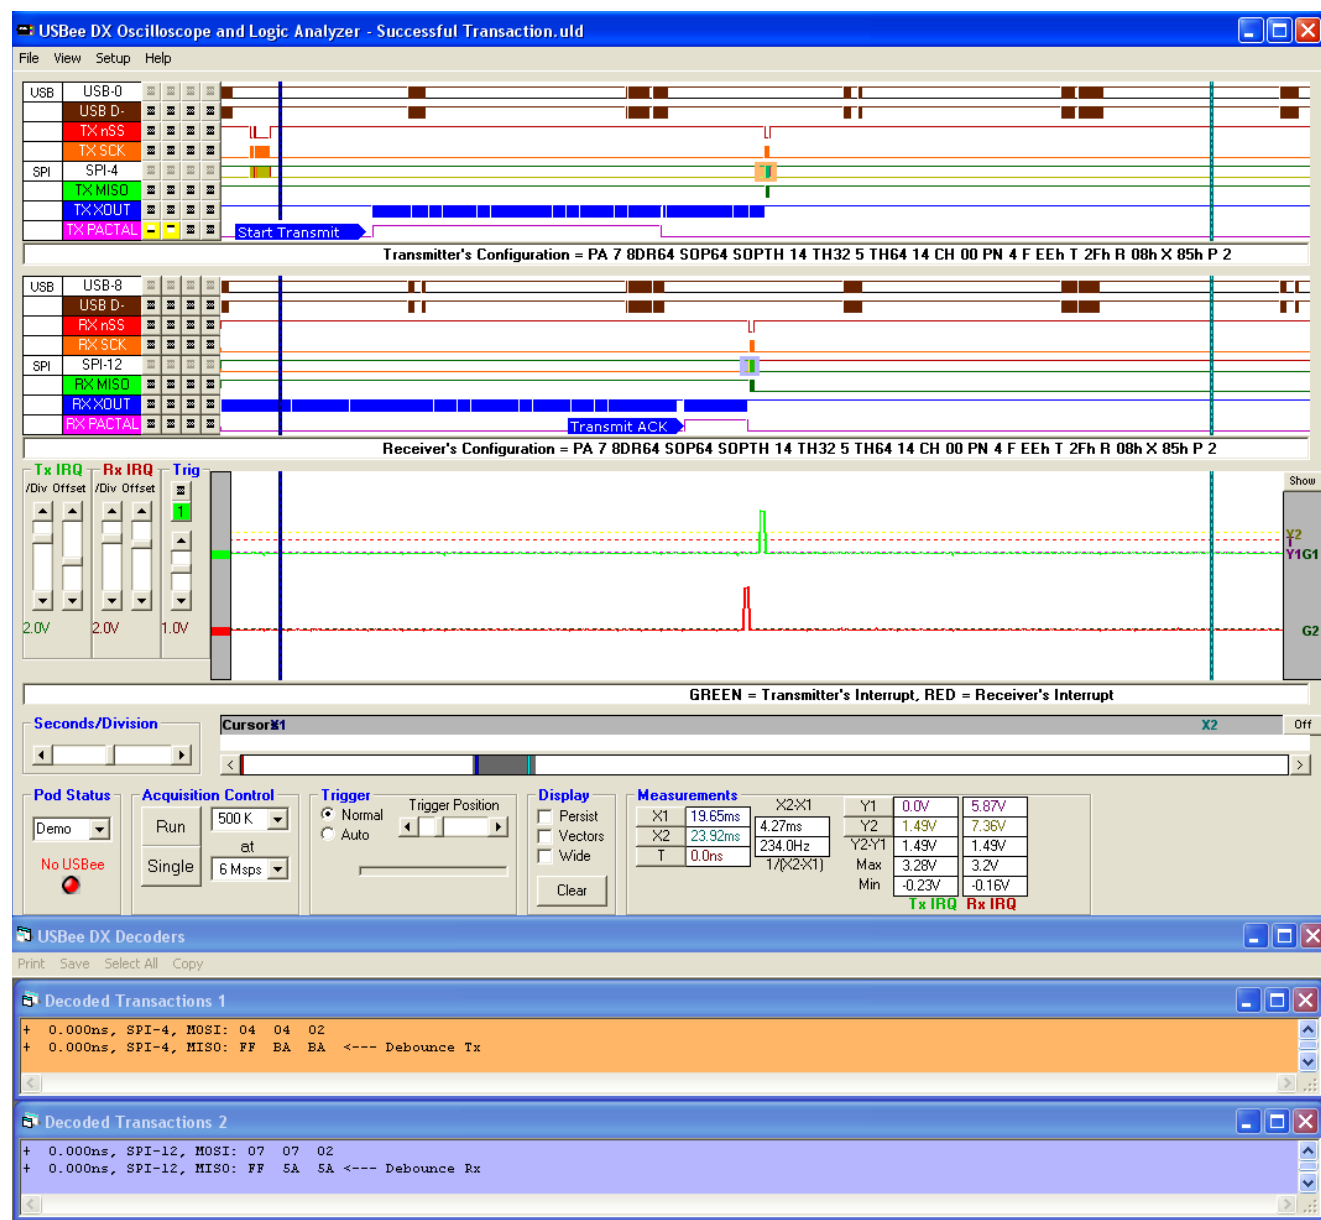 USBee DX Oscilloscope and Logic Analyzer - Successful Transaction.uld
File View Setup Help
USB USB-0
USB D-
TX nSS
TX SCK
SPI SPI-4
TX MISO
TX XOUT
TX PACTAL Start Transmit
Transmitter's Configuration = PA 7 8DR64 SOP64 SOPTH 14 TH32 5 TH64 14 CH 00 PN 4 F EEh T 2Fh R 08h X 85h P 2
USB USB-8
USB D-
RX nSS
RX SCK
SPI SPI-12
RX MISO
RX XOUT
RX PACTAL Transmit ACK
Receiver's Configuration = PA 7 8DR64 SOP64 SOPTH 14 TH32 5 TH64 14 CH 00 PN 4 F EEh T 2Fh R 08h X 85h P 2
Tx IRQ Rx IRQ Trig
/Div Offset /Div Offset
Show
1
Y2
T
Y1G1
2.0V 2.0V 1.0V
G2
GREEN = Transmitter's Interrupt, RED = Receiver's Interrupt
Seconds/Division
Cursors X1 X2 Off
Pod Status Acquisition Control Trigger Display Measurements
Demo Run 500 K Normal Trigger Position Persist X1 19.65ms X2-X1 Y1 0.0V 5.87V
at Auto Vectors X2 23.92ms 4.27ms Y2 1.49V 7.36V
No USBee Single 6 Msps Wide T 0.0ns 234.0Hz Y2-Y1 1.49V 1.49V
1/(X2-X1) Max 3.28V 3.2V
Clear Min -0.23V -0.16V
Tx IRQ Rx IRQ
USBee DX Decoders
Print Save Select All Copy
Decoded Transactions 1
+ 0.000ns, SPI-4, MOSI: 04 04 02
+ 0.000ns, SPI-4, MISO: FF BA BA <--- Debounce Tx
Decoded Transactions 2
+ 0.000ns, SPI-12, MOSI: 07 07 02
+ 0.000ns, SPI-12, MISO: FF 5A 5A <--- Debounce Rx